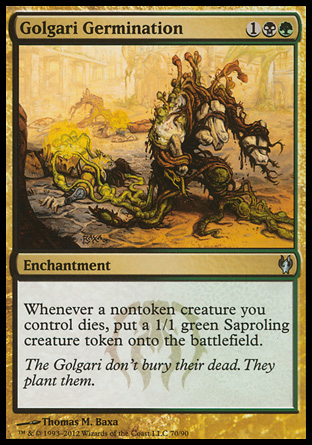 Golgari Germination 1
BAXA
Enchantment
Whenever a nontoken creature you
control dies, put a 1/1 green Saproling
creature token onto the battlefield.
The Golgari don't bury their dead. They
plant them.
Thomas M. Baxa
™ & © 1993–2012 Wizards of the Coast LLC 70/90